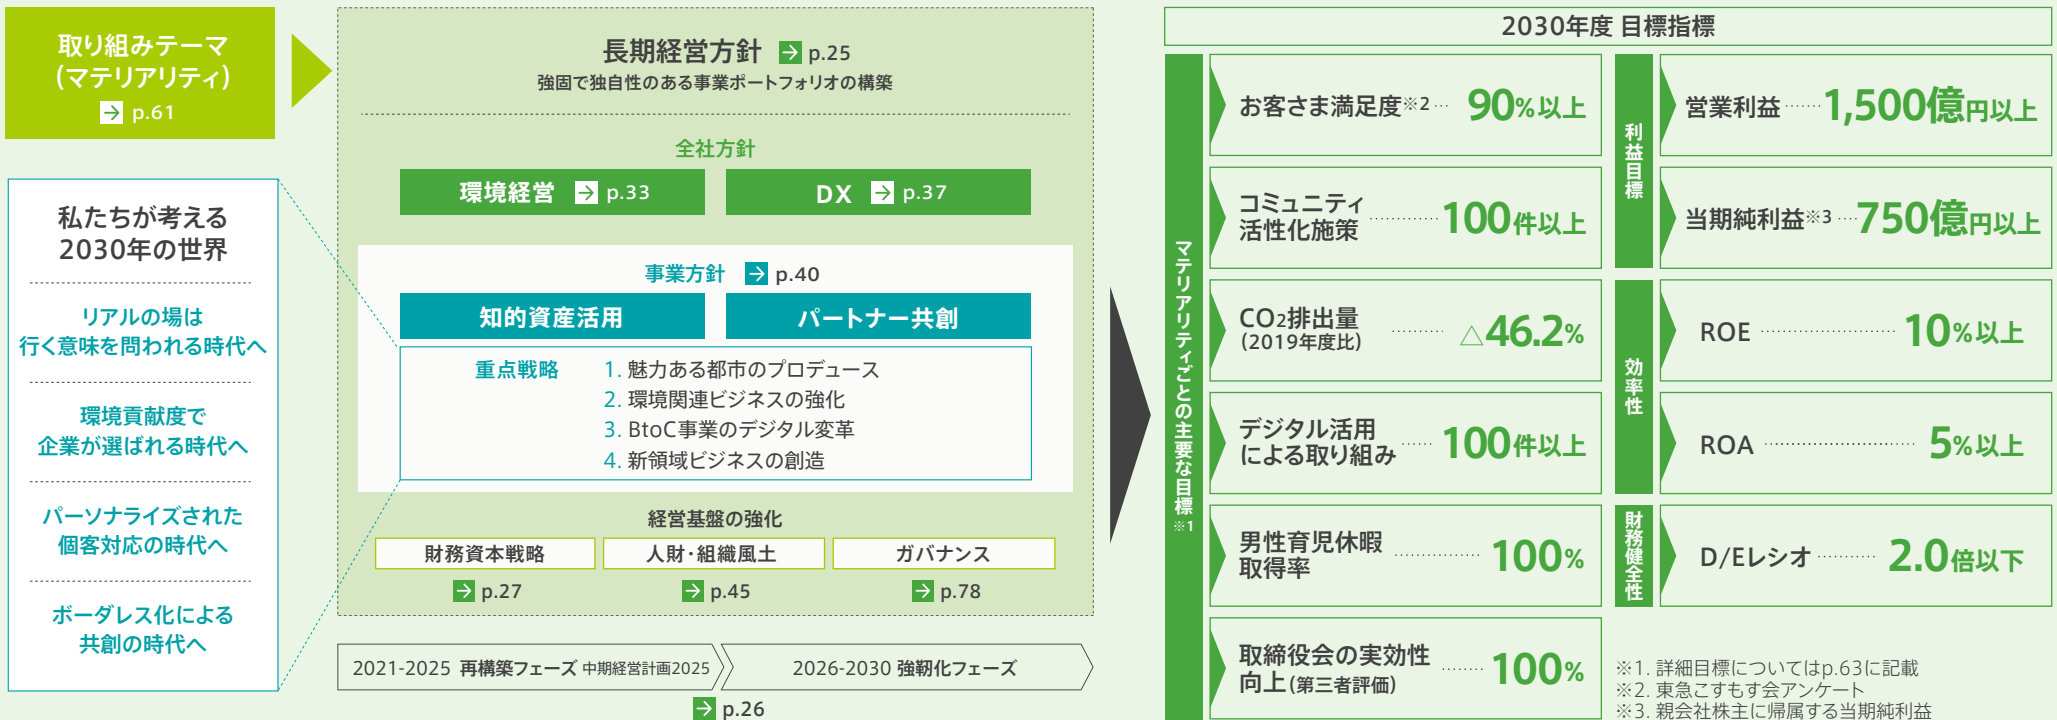 取り組みテーマ
(マテリアリティ)
p.61
私たちが考える
2030年の世界
リアルの場は
行く意味を問われる時代へ
環境貢献度で
企業が選ばれる時代へ
パーソナライズされた
個客対応の時代へ
ボーダレス化による
共創の時代へ
長期経営方針 p.25
強固で独自性のある事業ポートフォリオの構築
全社方針
環境経営 p.33
DX p.37
事業方針 p.40
知的資産活用
パートナー共創
重点戦略
1. 魅力ある都市のプロデュース
2. 環境関連ビジネスの強化
3. BtoC事業のデジタル変革
4. 新領域ビジネスの創造
経営基盤の強化
財務資本戦略
p.27
人財・組織風土
p.45
ガバナンス
p.78
2021-2025 再構築フェーズ 中期経営計画2025
2026-2030 強靭化フェーズ
p.26
2030年度 目標指標
マテリアリティごとの主要な目標※1
お客さま満足度※2 … 90%以上
コミュニティ
活性化施策 ………… 100件以上
CO2排出量
(2019年度比) ……… △46.2%
デジタル活用
による取り組み …… 100件以上
男性育児休暇
取得率 …………… 100%
取締役会の実効性
向上(第三者評価) …… 100%
利益目標
営業利益 …… 1,500億円以上
当期純利益※3 … 750億円以上
効率性
ROE …………………… 10%以上
ROA ……………………… 5%以上
財務健全性
D/Eレシオ ……… 2.0倍以下
※1. 詳細目標についてはp.63に記載
※2. 東急こすもす会アンケート
※3. 親会社株主に帰属する当期純利益